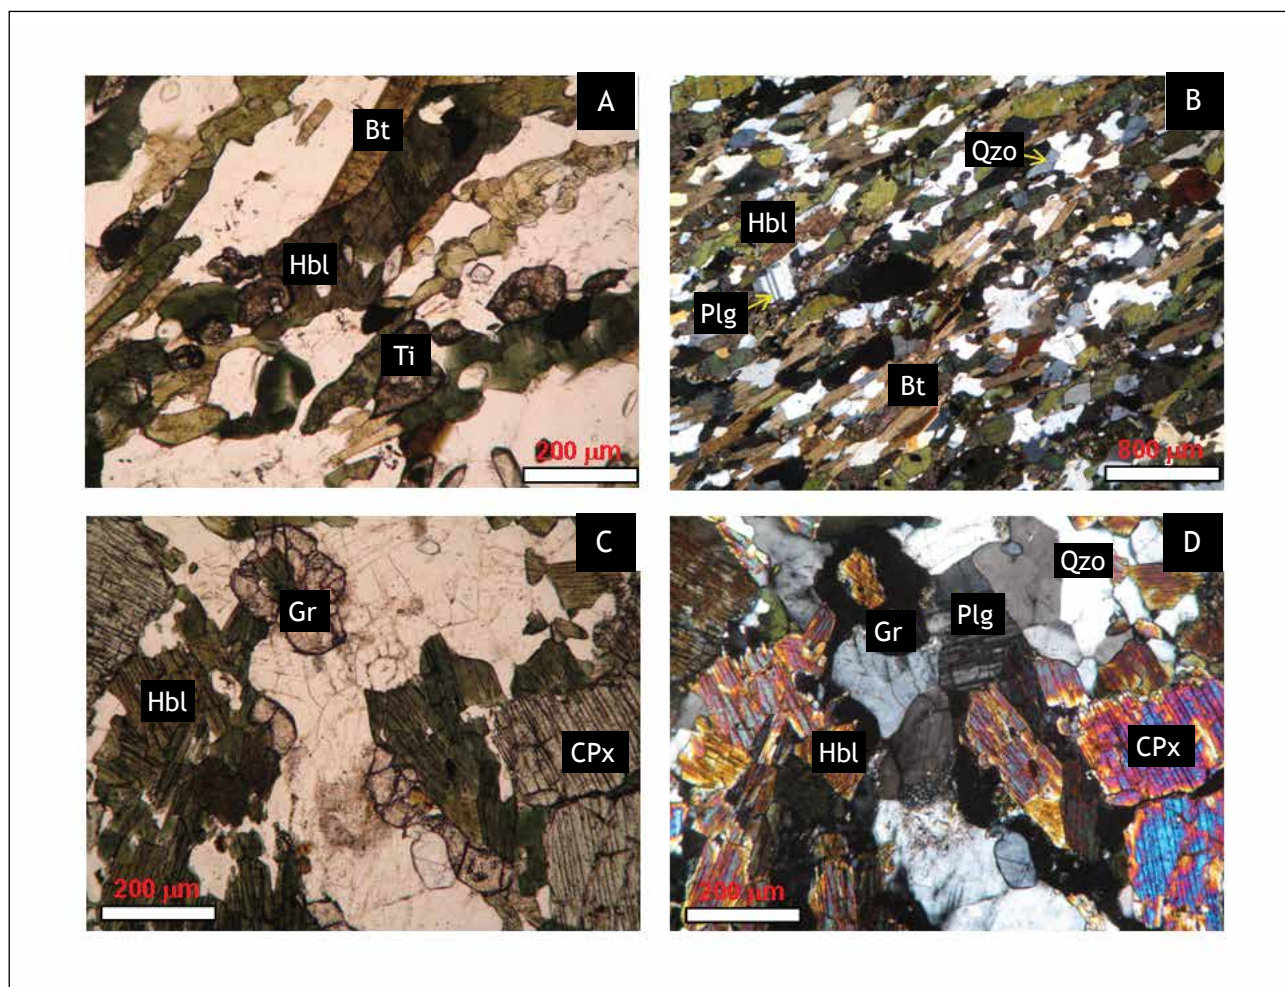 A
Bt
Hbl
Ti
200 μm
B
Qzo
Hbl
Plg
Bt
800 μm
C
Gr
Hbl
CPx
200 μm
D
Qzo
Plg
Gr
Hbl
CPx
200 μm